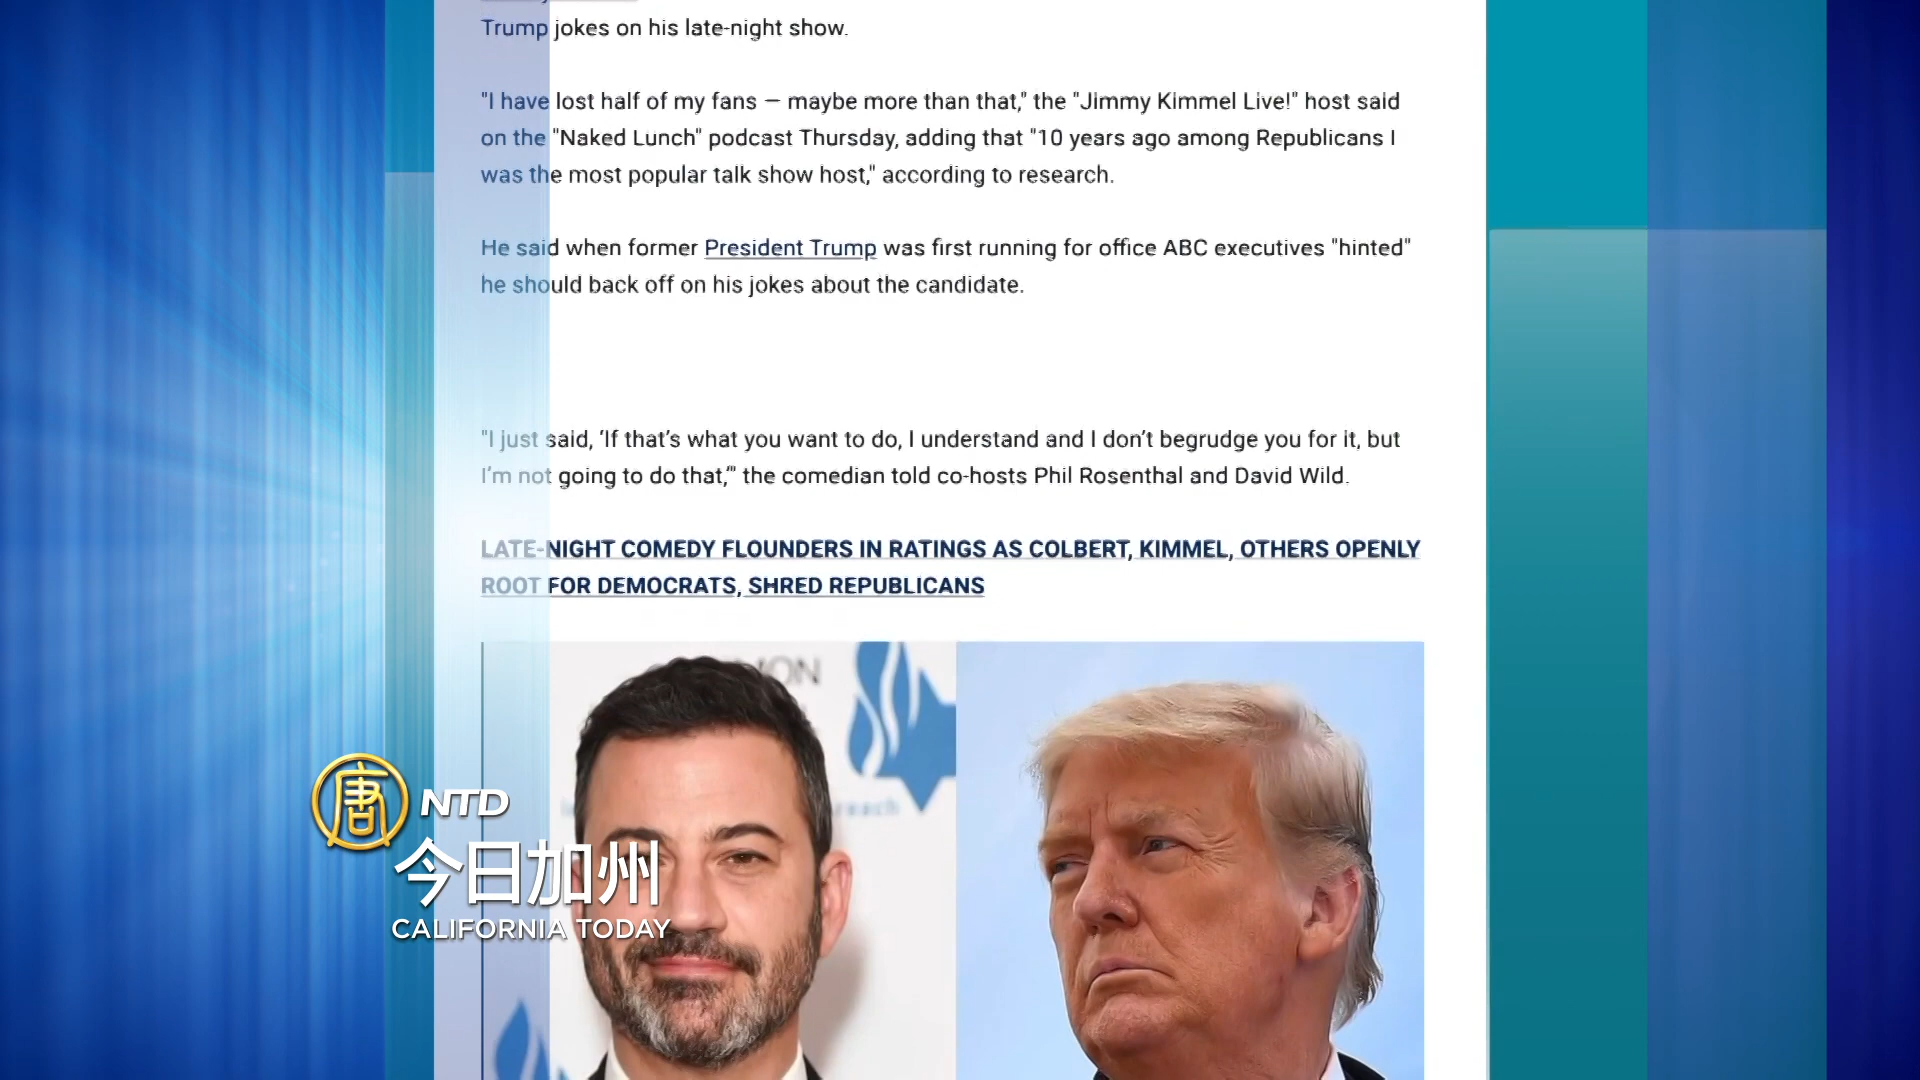 Trump jokes on his late-night show.
"I have lost half of my fans — maybe more than that," the "Jimmy Kimmel Live!" host said
on the "Naked Lunch" podcast Thursday, adding that "10 years ago among Republicans I
was the most popular talk show host," according to research.
He said when former President Trump was first running for office ABC executives "hinted"
he should back off on his jokes about the candidate.
"I just said, ‘If that’s what you want to do, I understand and I don’t begrudge you for it, but
I’m not going to do that,’" the comedian told co-hosts Phil Rosenthal and David Wild.
LATE-NIGHT COMEDY FLOUNDERS IN RATINGS AS COLBERT, KIMMEL, OTHERS OPENLY
ROOT FOR DEMOCRATS, SHRED REPUBLICANS
唐 NTD
今日加州
CALIFORNIA TODAY